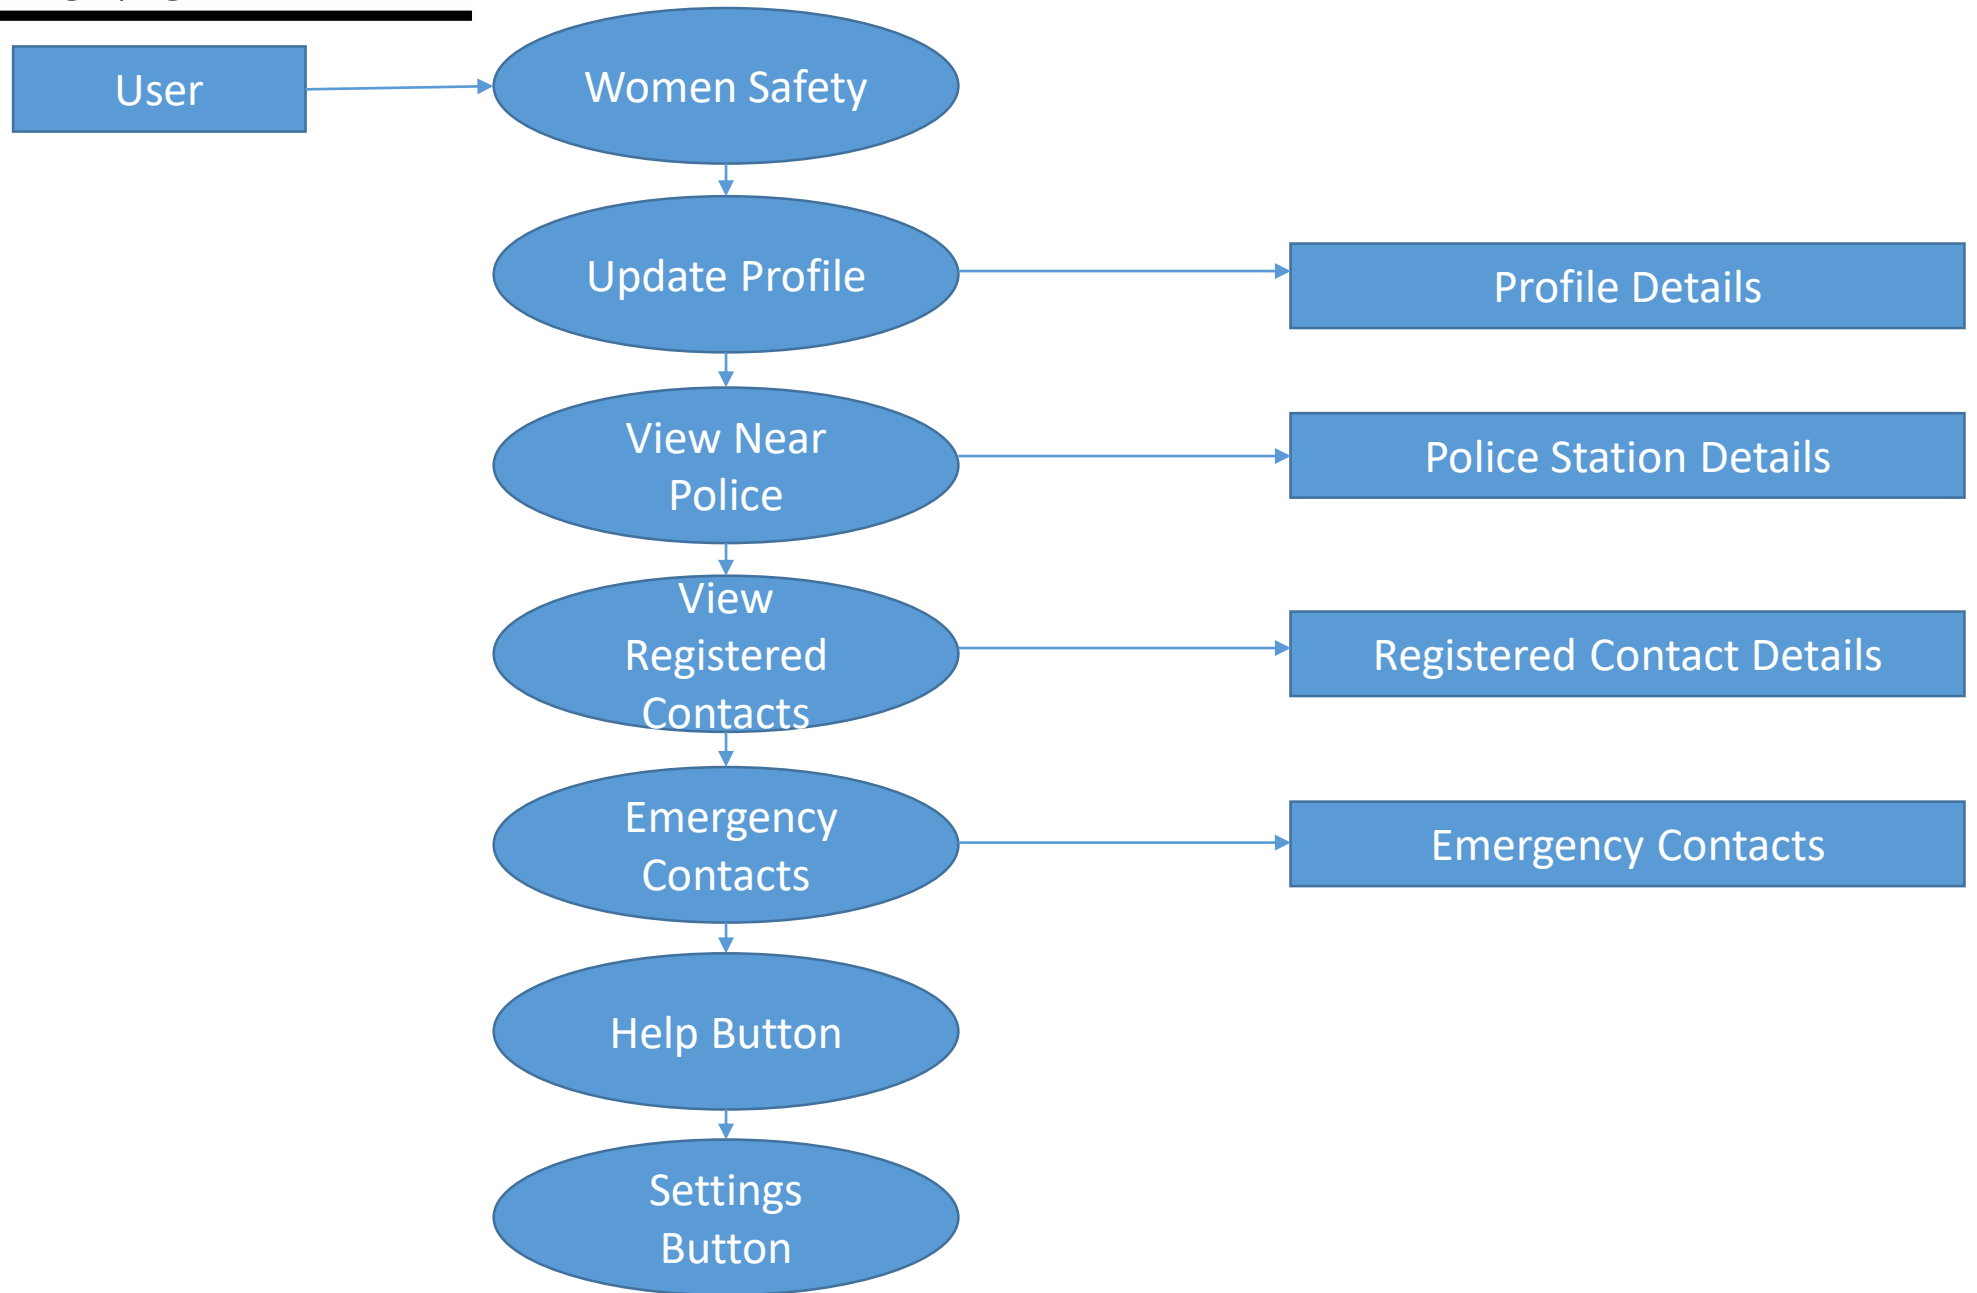 User
Women Safety
Update Profile
Profile Details
View Near
Police
Police Station Details
View
Registered
Contacts
Registered Contact Details
Emergency
Contacts
Emergency Contacts
Help Button
Settings
Button